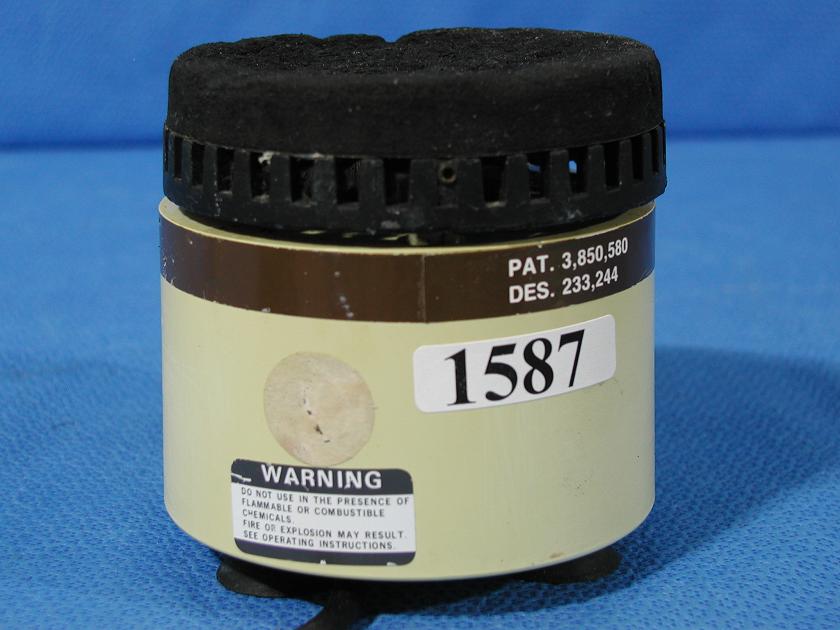 PAT. 3,850,580
DES. 233,244
1587
WARNING
DO NOT USE IN THE PRESENCE OF
FLAMMABLE OR COMBUSTIBLE
CHEMICALS.
FIRE OR EXPLOSION MAY RESULT.
SEE OPERATING INSTRUCTIONS.